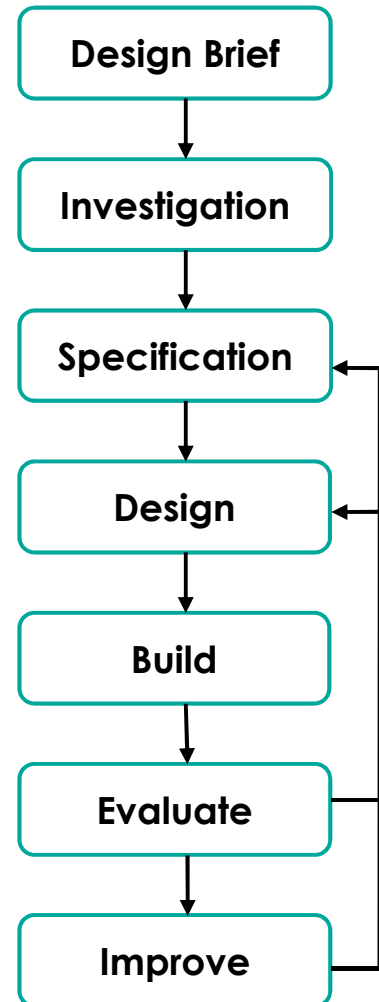 Design Brief
Investigation
Specification
Design
Build
Evaluate
Improve